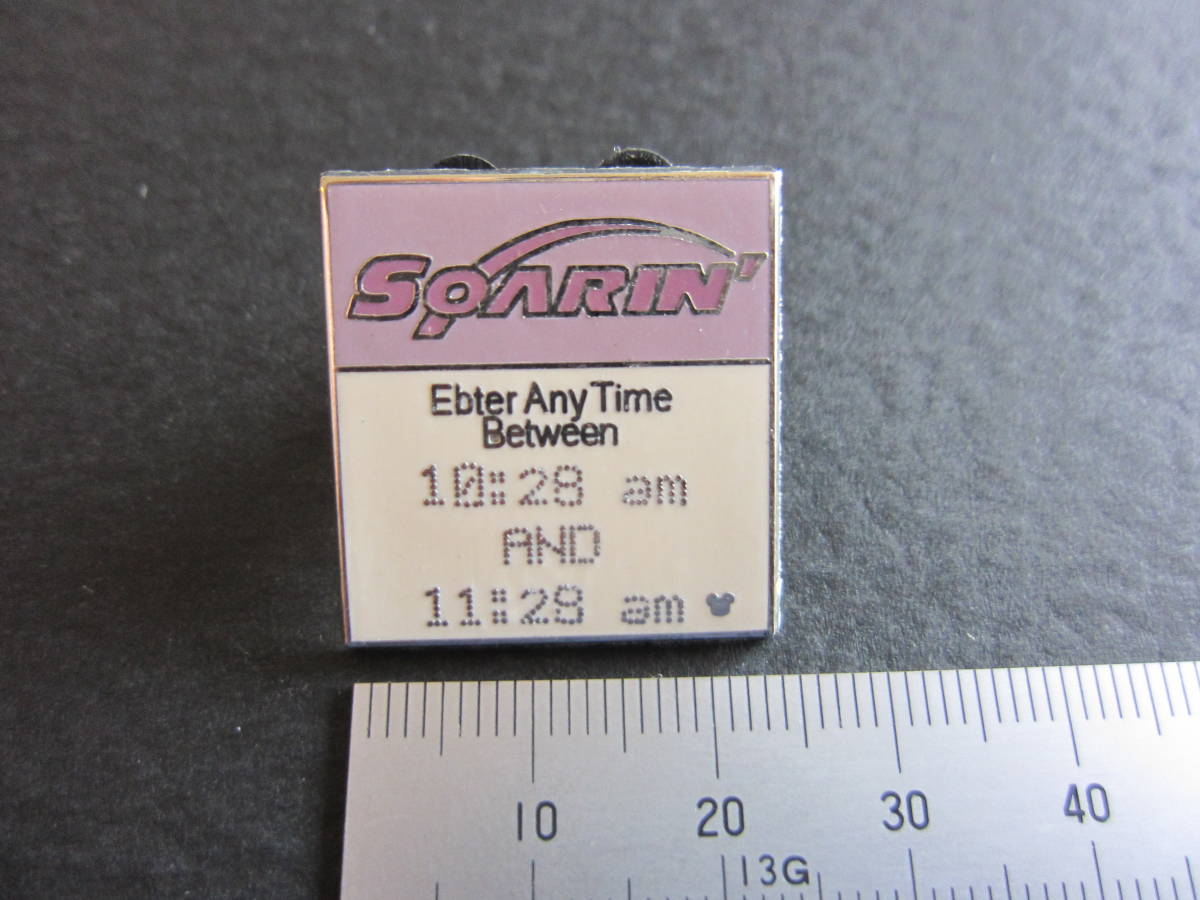 SOARIN'
Ebter Any Time
Between
10:28 am
AND
11:28 am
10 20 30 40
13G